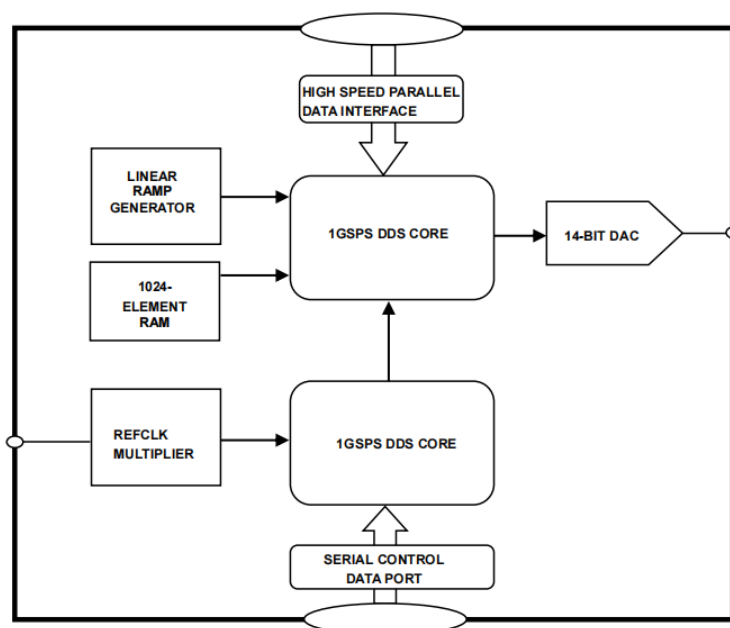 HIGH SPEED PARALLEL
DATA INTERFACE
LINEAR
RAMP
GENERATOR
1GSPS DDS CORE
14-BIT DAC
1024-
ELEMENT
RAM
REFCLK
MULTIPLIER
1GSPS DDS CORE
SERIAL CONTROL
DATA PORT